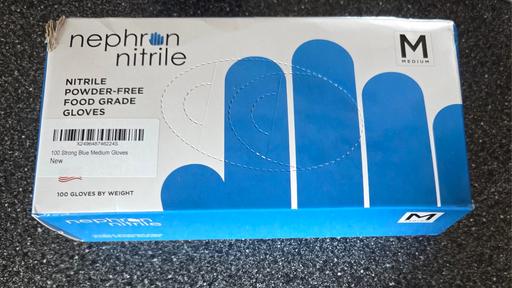 nephron
nitrile
M
MEDIUM
NITRILE
POWDER-FREE
FOOD GRADE
GLOVES
100 Strong Blue Medium Gloves
New
100 GLOVES BY WEIGHT
nephron
nitrile
M